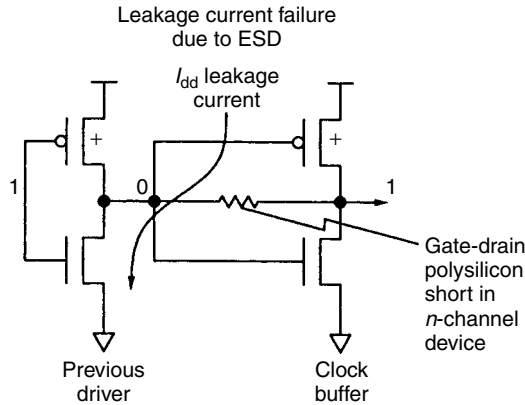 Leakage current failure
due to ESD
Idd leakage
current
+
+
1
0
1
Gate-drain
polysilicon
short in
n-channel
device
Previous
driver
Clock
buffer